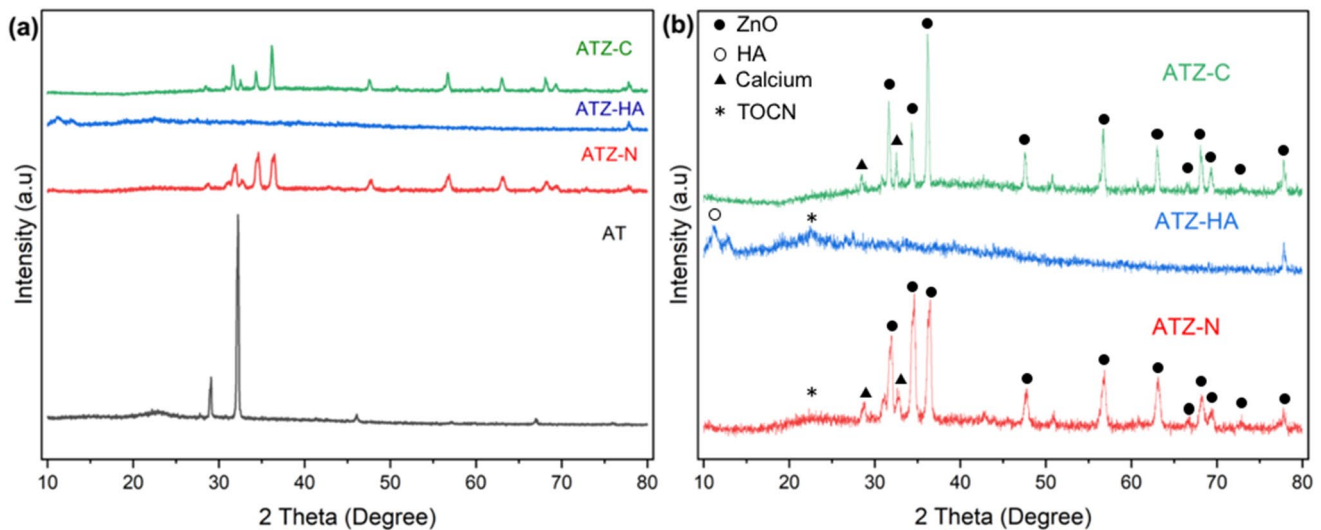 (a)
ATZ-C
ATZ-HA
ATZ-N
AT
Intensity (a.u)
10 20 30 40 50 60 70 80
2 Theta (Degree)
(b)
● ZnO
○ HA
▲ Calcium
* TOCN
ATZ-C
ATZ-HA
ATZ-N
Intensity (a.u)
10 20 30 40 50 60 70 80
2 Theta (Degree)